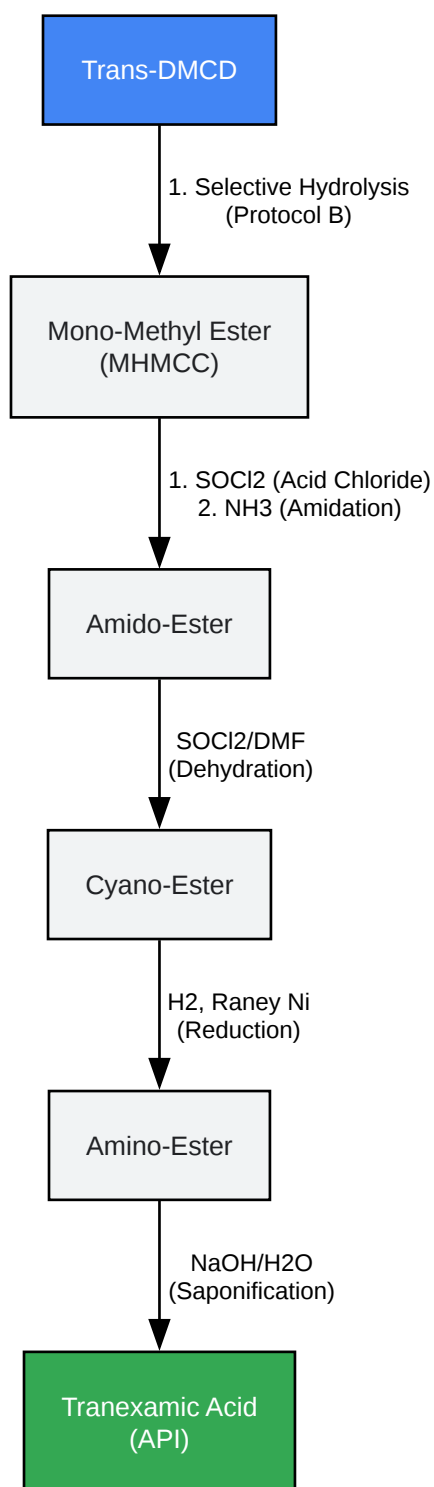 Trans-DMCD
1. Selective Hydrolysis
(Protocol B)
Mono-Methyl Ester
(MHMCC)
1. SOCl2 (Acid Chloride)
2. NH3 (Amidation)
Amido-Ester
SOCl2/DMF
(Dehydration)
Cyano-Ester
H2, Raney Ni
(Reduction)
Amino-Ester
NaOH/H2O
(Saponification)
Tranexamic Acid
(API)